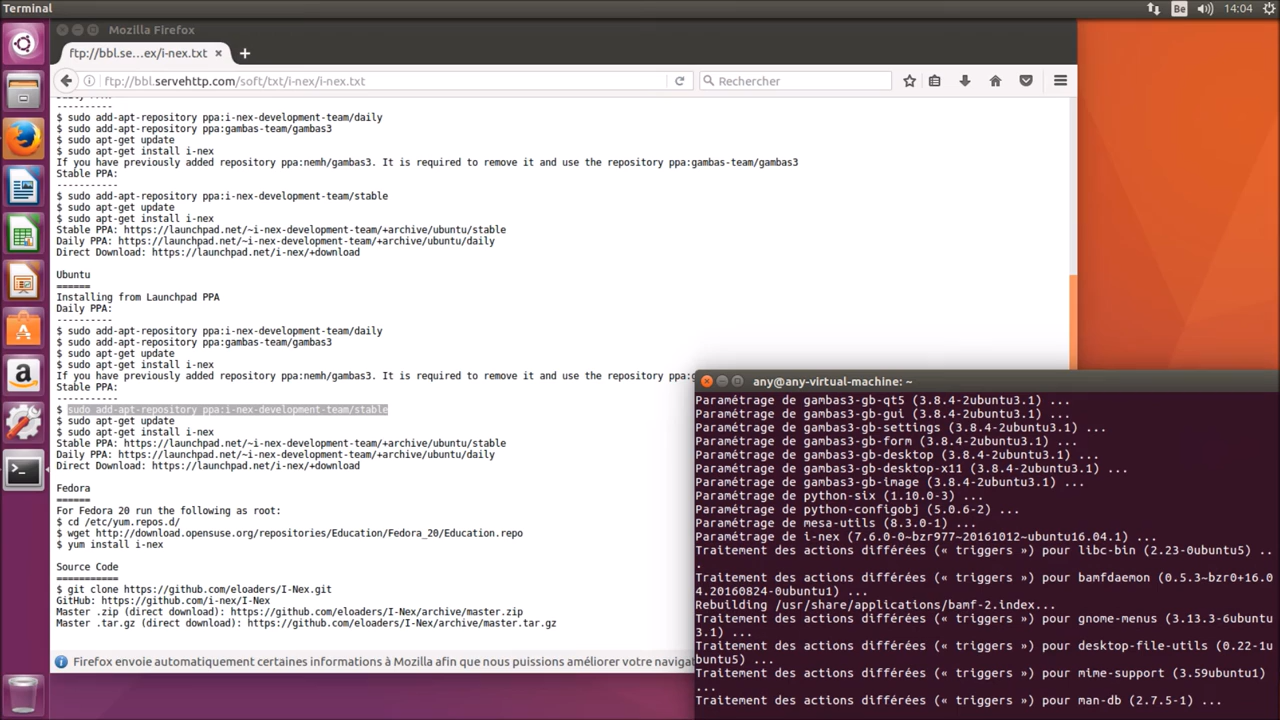 Terminal
Be
14:04
Mozilla Firefox
ftp://bbl.se...ex/i-nex.txt
ftp://bbl.servehttp.com/soft/txt/i-nex/i-nex.txt
Rechercher
----------
$ sudo add-apt-repository ppa:i-nex-development-team/daily
$ sudo add-apt-repository ppa:gambas-team/gambas3
$ sudo apt-get update
$ sudo apt-get install i-nex
If you have previously added repository ppa:nemh/gambas3. It is required to remove it and use the repository ppa:gambas-team/gambas3
Stable PPA:
-----------
$ sudo add-apt-repository ppa:i-nex-development-team/stable
$ sudo apt-get update
$ sudo apt-get install i-nex
Stable PPA: https://launchpad.net/~i-nex-development-team/+archive/ubuntu/stable
Daily PPA: https://launchpad.net/~i-nex-development-team/+archive/ubuntu/daily
Direct Download: https://launchpad.net/i-nex/+download
Ubuntu
======
Installing from Launchpad PPA
Daily PPA:
----------
$ sudo add-apt-repository ppa:i-nex-development-team/daily
$ sudo add-apt-repository ppa:gambas-team/gambas3
$ sudo apt-get update
$ sudo apt-get install i-nex
If you have previously added repository ppa:nemh/gambas3. It is required to remove it and use the repository ppa:g
Stable PPA:
-----------
$ sudo add-apt-repository ppa:i-nex-development-team/stable
$ sudo apt-get update
$ sudo apt-get install i-nex
Stable PPA: https://launchpad.net/~i-nex-development-team/+archive/ubuntu/stable
Daily PPA: https://launchpad.net/~i-nex-development-team/+archive/ubuntu/daily
Direct Download: https://launchpad.net/i-nex/+download
Fedora
======
For Fedora 20 run the following as root:
$ cd /etc/yum.repos.d/
$ wget http://download.opensuse.org/repositories/Education/Fedora_20/Education.repo
$ yum install i-nex
Source Code
===========
$ git clone https://github.com/eloaders/I-Nex.git
GitHub: https://github.com/i-nex/I-Nex
Master .zip (direct download): https://github.com/eloaders/I-Nex/archive/master.zip
Master .tar.gz (direct download): https://github.com/eloaders/I-Nex/archive/master.tar.gz
Firefox envoie automatiquement certaines informations à Mozilla afin que nous puissions améliorer votre naviga
any@any-virtual-machine: ~
Paramétrage de gambas3-gb-qt5 (3.8.4-2ubuntu3.1) ...
Paramétrage de gambas3-gb-gui (3.8.4-2ubuntu3.1) ...
Paramétrage de gambas3-gb-settings (3.8.4-2ubuntu3.1) ...
Paramétrage de gambas3-gb-form (3.8.4-2ubuntu3.1) ...
Paramétrage de gambas3-gb-desktop (3.8.4-2ubuntu3.1) ...
Paramétrage de gambas3-gb-desktop-x11 (3.8.4-2ubuntu3.1) ...
Paramétrage de gambas3-gb-image (3.8.4-2ubuntu3.1) ...
Paramétrage de python-six (1.10.0-3) ...
Paramétrage de python-configobj (5.0.6-2) ...
Paramétrage de mesa-utils (8.3.0-1) ...
Paramétrage de i-nex (7.6.0-0~bzr977~20161012~ubuntu16.04.1) ...
Traitement des actions différées (« triggers ») pour libc-bin (2.23-0ubuntu5) ..
.
Traitement des actions différées (« triggers ») pour bamfdaemon (0.5.3~bzr0+16.0
4.20160824-0ubuntu1) ...
Rebuilding /usr/share/applications/bamf-2.index...
Traitement des actions différées (« triggers ») pour gnome-menus (3.13.3-6ubuntu
3.1) ...
Traitement des actions différées (« triggers ») pour desktop-file-utils (0.22-1u
buntu5) ...
Traitement des actions différées (« triggers ») pour mime-support (3.59ubuntu1)
...
Traitement des actions différées (« triggers ») pour man-db (2.7.5-1) ...